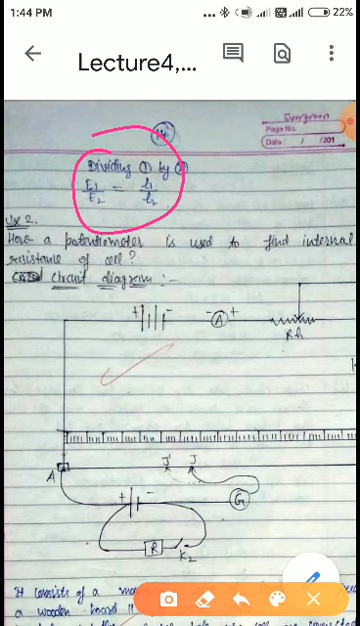 1:44 PM
22%
Lecture4,...
Evergreen
Page No.
Date: / /201
Dividing ① by ②
E1/E2 = l1/l2
Use 2.
How a potentiometer is used to find internal
resistance of cell?
Circuit diagram :-
+ -
- A +
Rh
J' J
A
+ -
G
R
K2
It consists of a
a wooden board